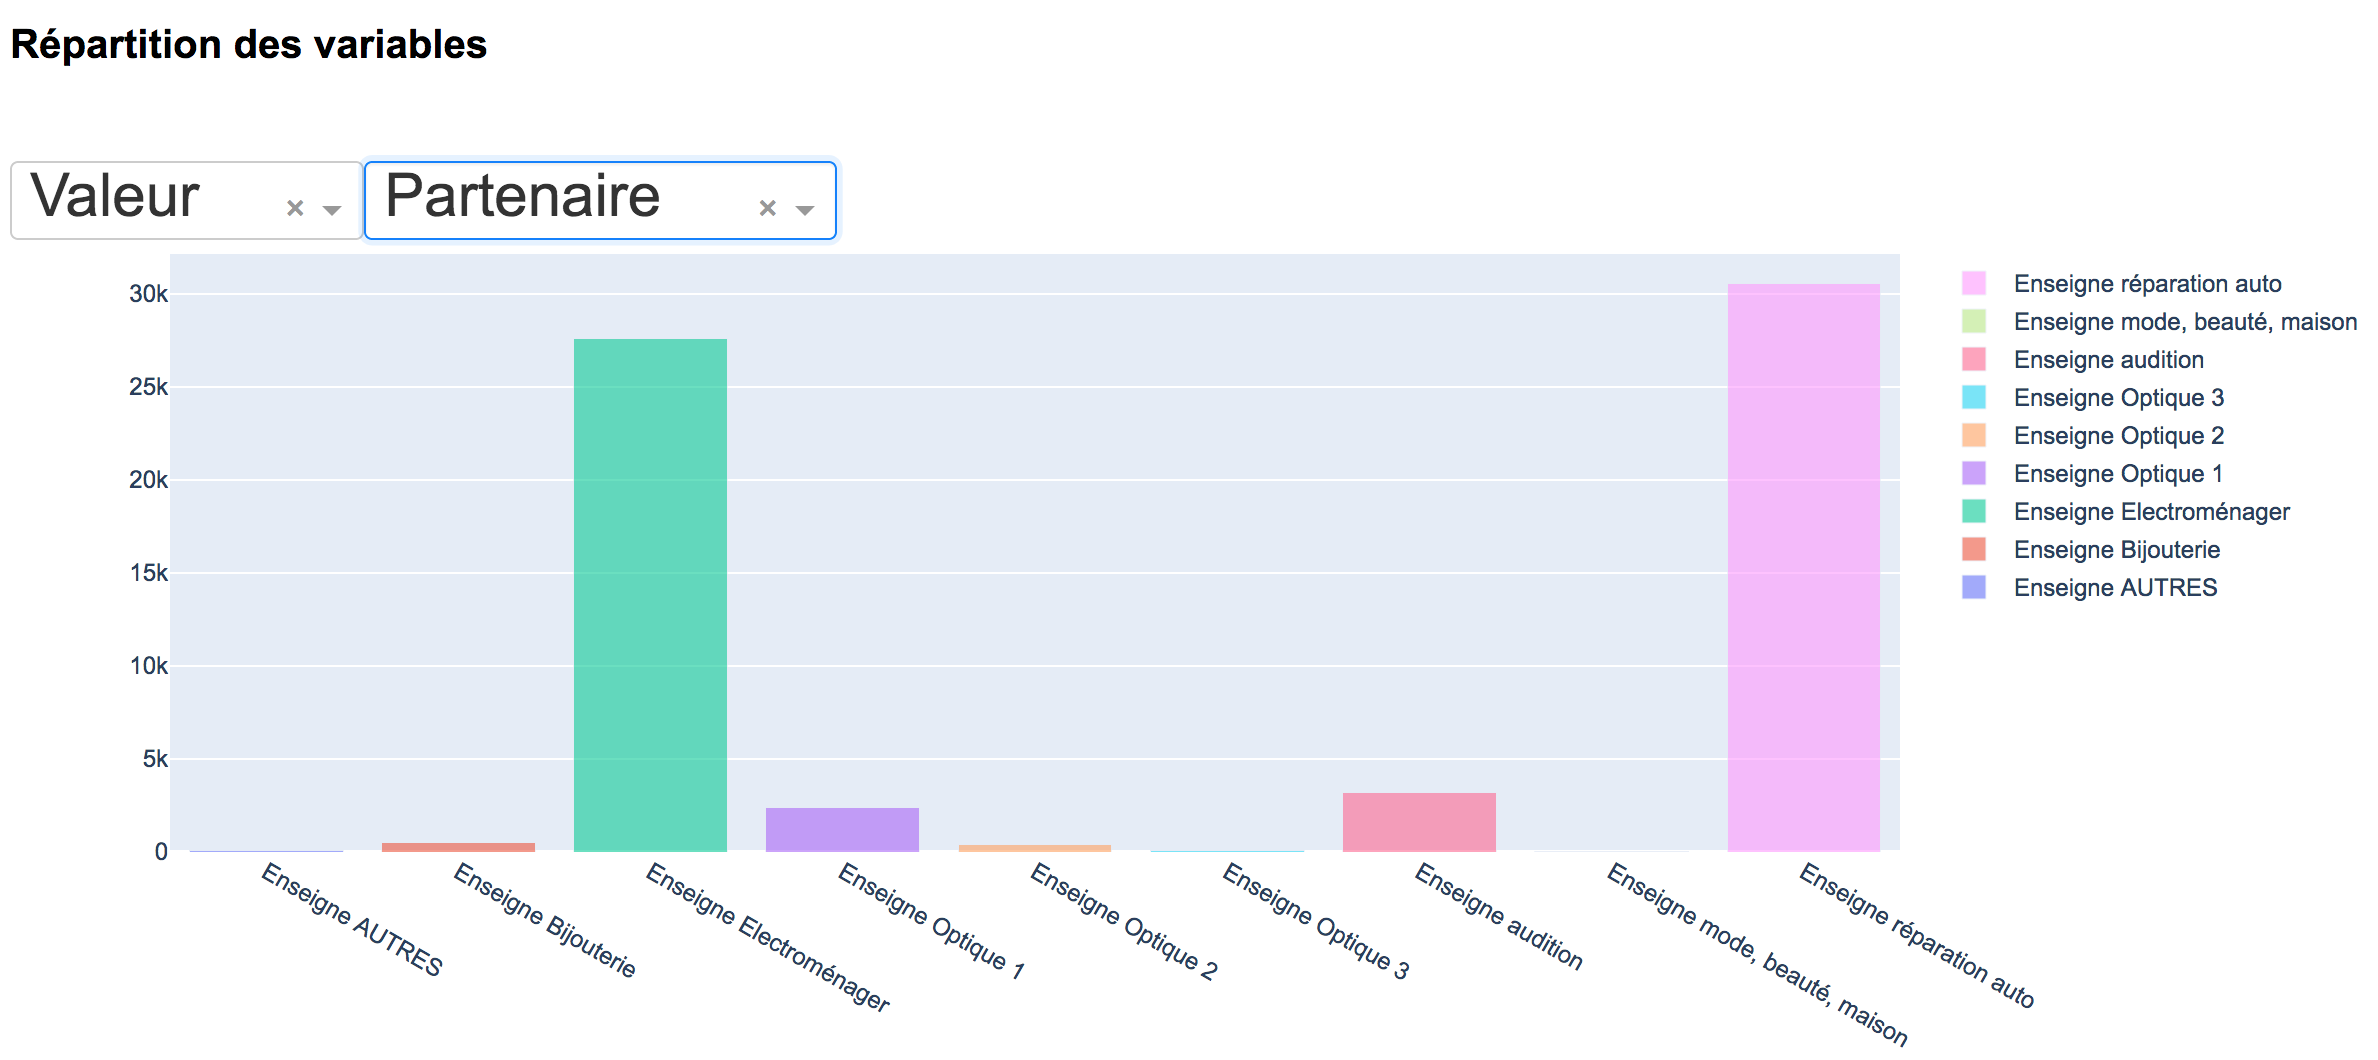 Répartition des variables
Valeur × Partenaire ×
30k
25k
20k
15k
10k
5k
0
Enseigne AUTRES
Enseigne Bijouterie
Enseigne Electroménager
Enseigne Optique 1
Enseigne Optique 2
Enseigne Optique 3
Enseigne audition
Enseigne mode, beauté, maison
Enseigne réparation auto
Enseigne réparation auto
Enseigne mode, beauté, maison
Enseigne audition
Enseigne Optique 3
Enseigne Optique 2
Enseigne Optique 1
Enseigne Electroménager
Enseigne Bijouterie
Enseigne AUTRES